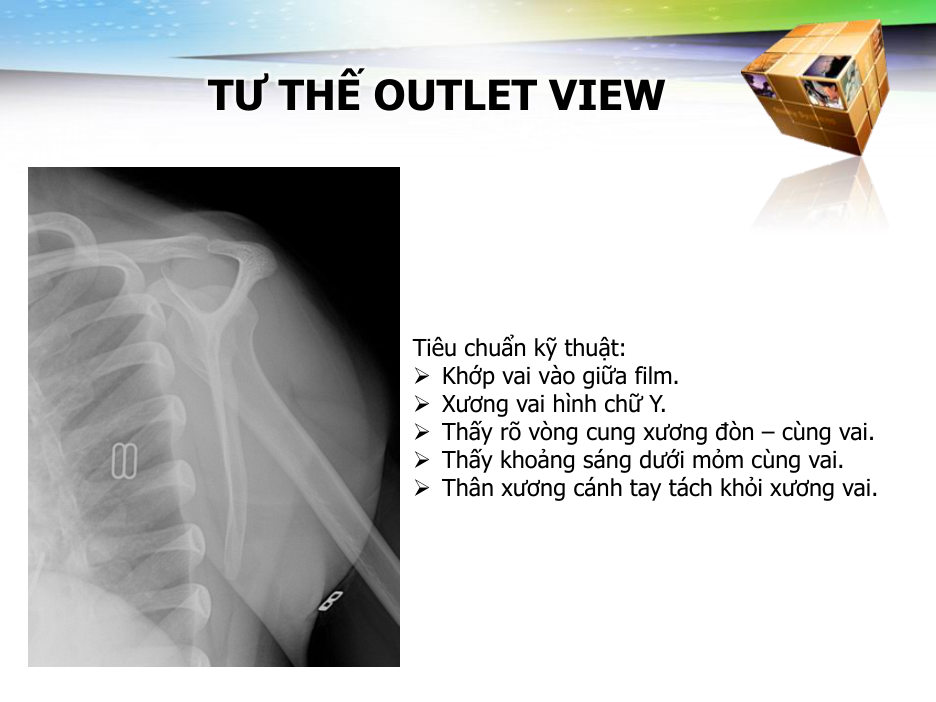 TƯ THẾ OUTLET VIEW
Tiêu chuẩn kỹ thuật:
➢ Khớp vai vào giữa film.
➢ Xương vai hình chữ Y.
➢ Thấy rõ vòng cung xương đòn – cùng vai.
➢ Thấy khoảng sáng dưới mỏm cùng vai.
➢ Thân xương cánh tay tách khỏi xương vai.